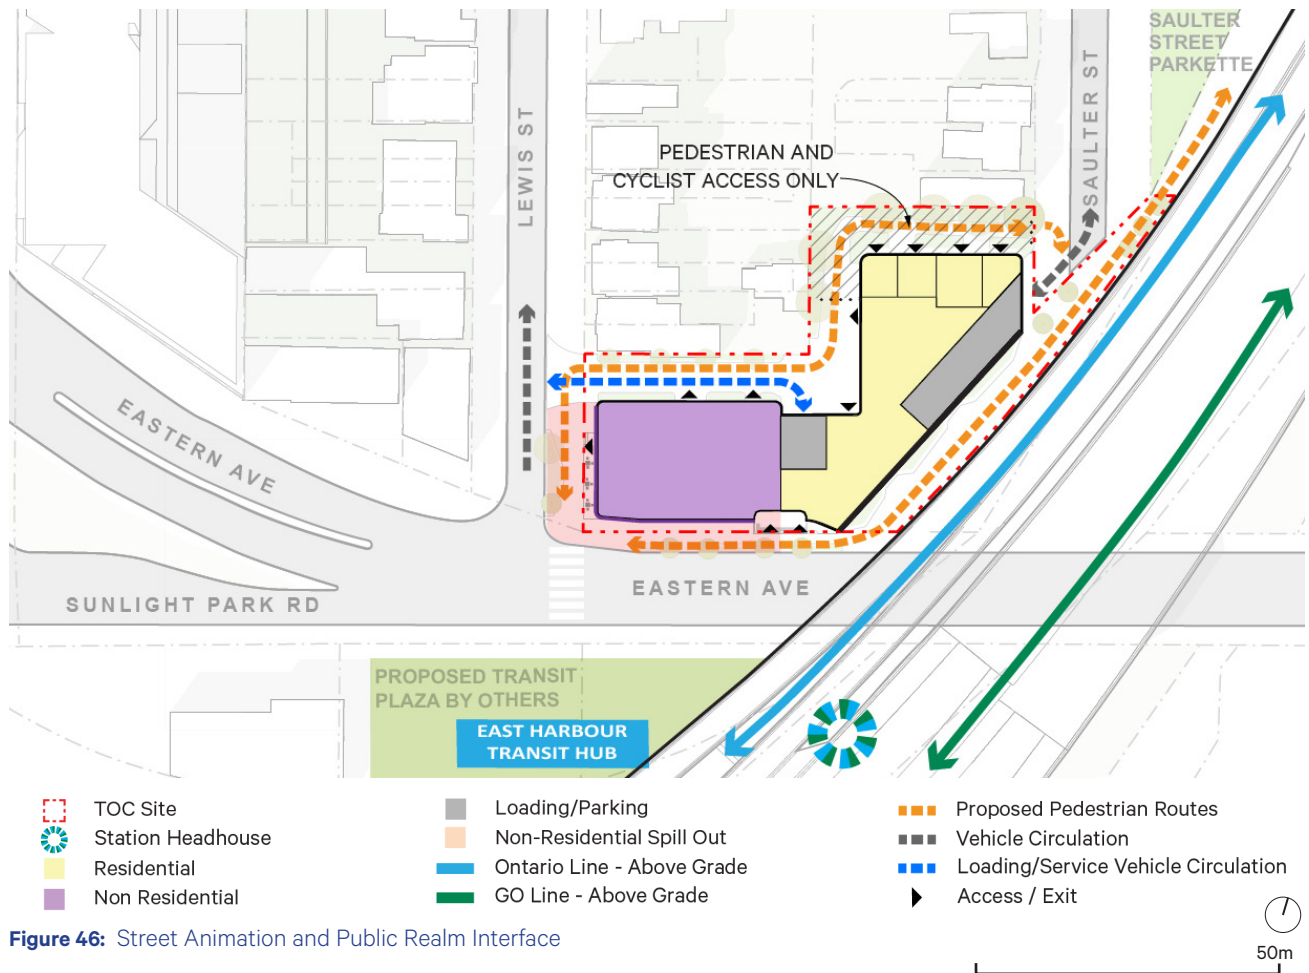 SAULTER
STREET
PARKETTE
SAULTER ST
LEWIS ST
PEDESTRIAN AND
CYCLIST ACCESS ONLY
EASTERN AVE
EASTERN AVE
SUNLIGHT PARK RD
PROPOSED TRANSIT
PLAZA BY OTHERS
EAST HARBOUR
TRANSIT HUB
TOC Site
Station Headhouse
Residential
Non Residential
Loading/Parking
Non-Residential Spill Out
Ontario Line - Above Grade
GO Line - Above Grade
Proposed Pedestrian Routes
Vehicle Circulation
Loading/Service Vehicle Circulation
Access / Exit
Figure 46: Street Animation and Public Realm Interface
50m